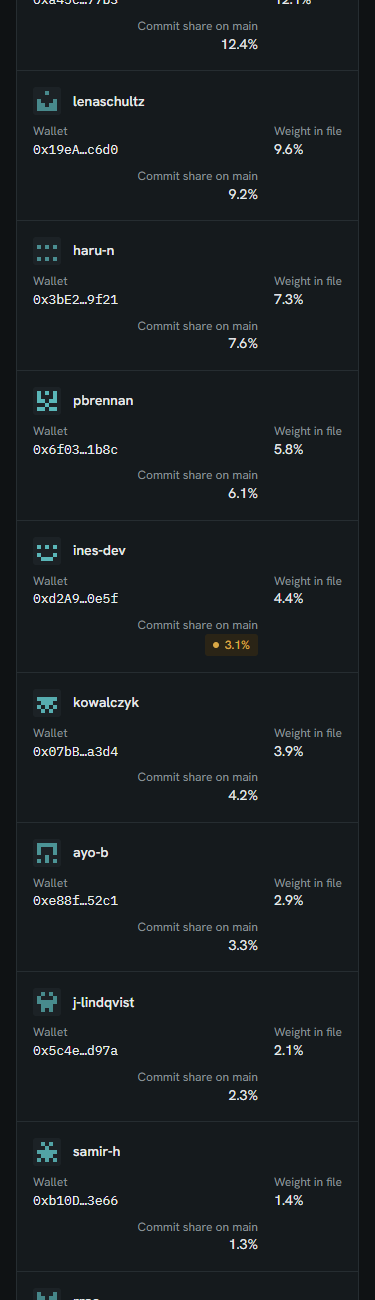 12.1%
Commit share on main
12.4%
lenaschultz
Wallet Weight in file
0x19eA…c6d0 9.6%
Commit share on main
9.2%
haru-n
Wallet Weight in file
0x3bE2…9f21 7.3%
Commit share on main
7.6%
pbrennan
Wallet Weight in file
0x6f03…1b8c 5.8%
Commit share on main
6.1%
ines-dev
Wallet Weight in file
0xd2A9…0e5f 4.4%
Commit share on main
3.1%
kowalczyk
Wallet Weight in file
0x07bB…a3d4 3.9%
Commit share on main
4.2%
ayo-b
Wallet Weight in file
0xe88f…52c1 2.9%
Commit share on main
3.3%
j-lindqvist
Wallet Weight in file
0x5c4e…d97a 2.1%
Commit share on main
2.3%
samir-h
Wallet Weight in file
0xb10D…3e66 1.4%
Commit share on main
1.3%